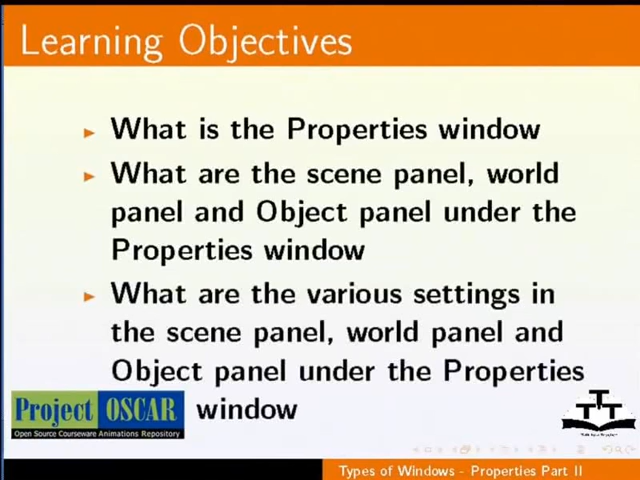 Learning Objectives
What is the Properties window
What are the scene panel, world
panel and Object panel under the
Properties window
What are the various settings in
the scene panel, world panel and
Object panel under the Properties
window
Project OSCAR
Open Source Courseware Animations Repository
TTT
Types of Windows - Properties Part II